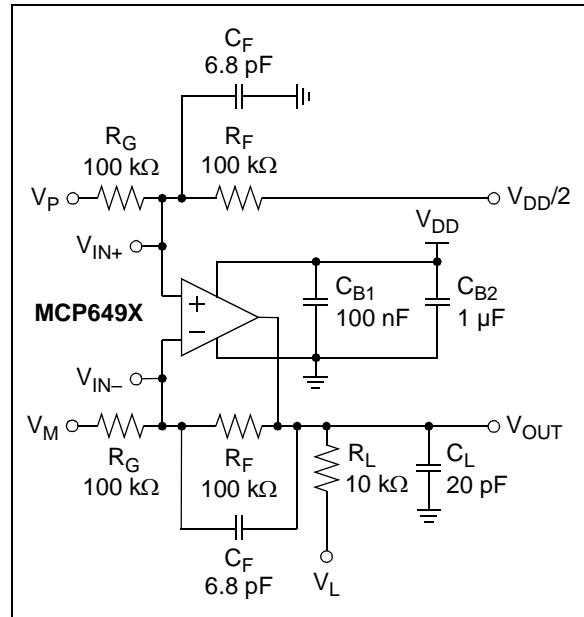 C_F
6.8 pF
R_G
100 kΩ
R_F
100 kΩ
V_P
V_DD/2
V_DD
V_IN+
MCP649X
+
−
C_B1
100 nF
C_B2
1 µF
V_IN−
V_M
V_OUT
R_G
100 kΩ
R_F
100 kΩ
R_L
10 kΩ
C_L
20 pF
C_F
6.8 pF
V_L